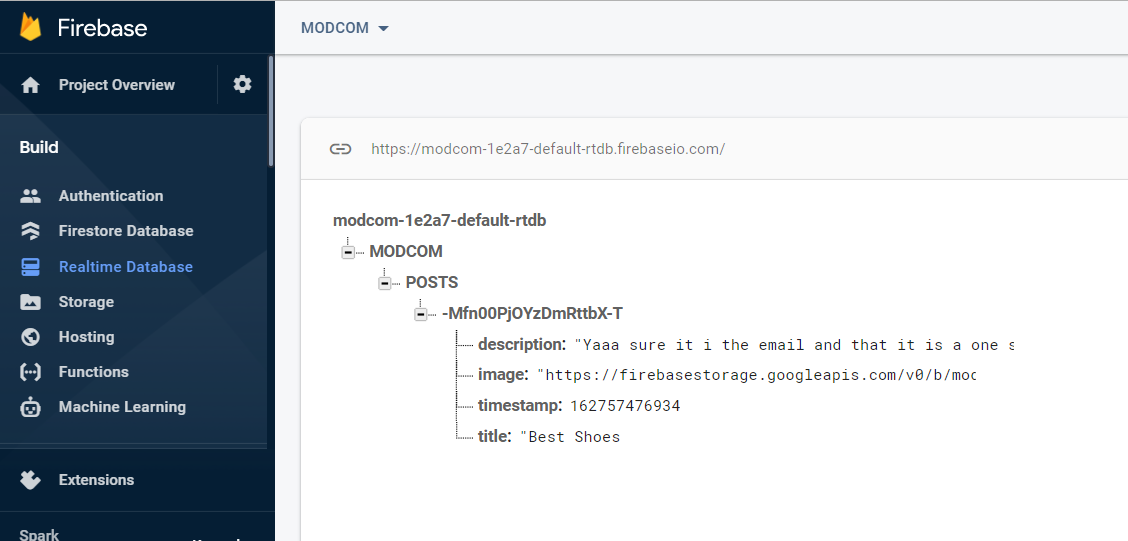 Firebase
Project Overview
Build
Authentication
Firestore Database
Realtime Database
Storage
Hosting
Functions
Machine Learning
Extensions
Spark
MODCOM
https://modcom-1e2a7-default-rtdb.firebaseio.com/
modcom-1e2a7-default-rtdb
MODCOM
POSTS
-Mfn00PjOYzDmRttbX-T
description: "Yaaa sure it i the email and that it is a one s
image: "https://firebasestorage.googleapis.com/v0/b/moc
timestamp: 162757476934
title: "Best Shoes